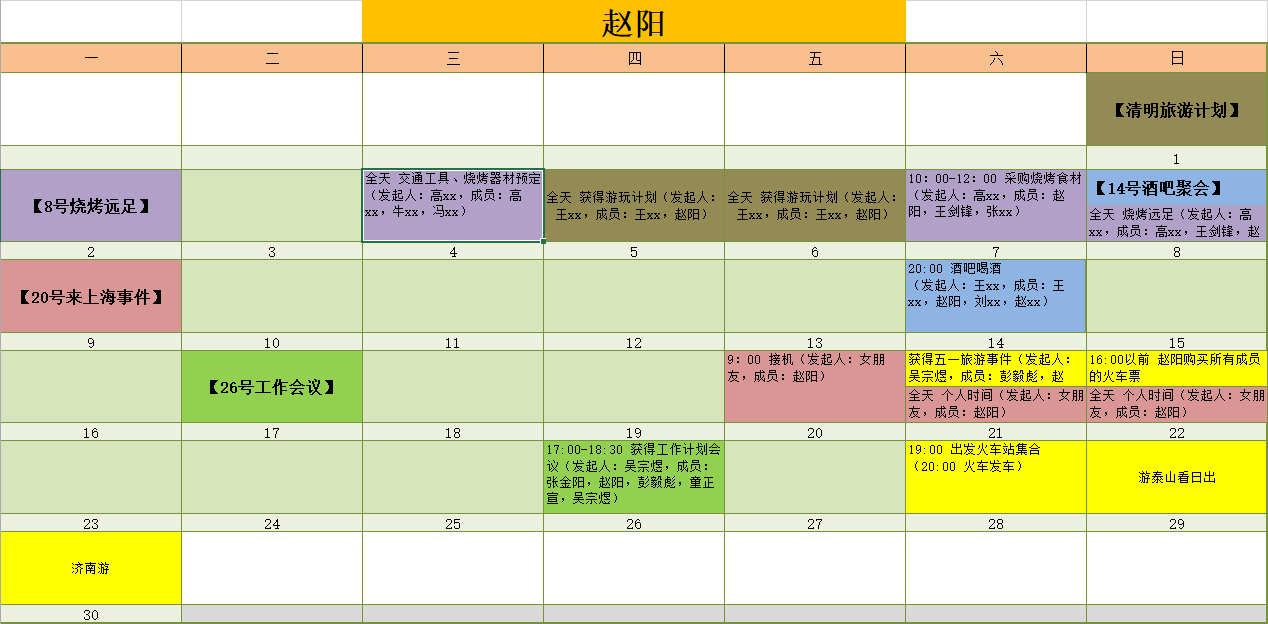 赵阳
一 二 三 四 五 六 日
【清明旅游计划】
1
【8号烧烤远足】
全天 交通工具、烧烤器材预定
（发起人：高xx，成员：高
xx，牛xx，冯xx）
全天 获得游玩计划（发起人：
王xx，成员：王xx，赵阳）
全天 获得游玩计划（发起人：
王xx，成员：王xx，赵阳）
10：00-12：00 采购烧烤食材
（发起人：高xx，成员：赵
阳，王剑锋，张xx）
【14号酒吧聚会】
全天 烧烤远足（发起人：高
xx，成员：高xx，王剑锋，赵
2 3 4 5 6 7 8
【20号来上海事件】
20:00 酒吧喝酒
（发起人：王xx，成员：王
xx，赵阳，刘xx，赵xx）
9 10 11 12 13 14 15
【26号工作会议】
9：00 接机（发起人：女朋
友，成员：赵阳）
获得五一旅游事件（发起人：
吴宗煜，成员：彭毅彪，赵
全天 个人时间（发起人：女朋
友，成员：赵阳）
16:00以前 赵阳购买所有成员
的火车票
全天 个人时间（发起人：女朋
友，成员：赵阳）
16 17 18 19 20 21 22
17:00-18:30 获得工作计划会
议（发起人：吴宗煜，成员：
张金阳，赵阳，彭毅彪，童正
宣，吴宗煜）
19:00 出发火车站集合
（20:00 火车发车）
游泰山看日出
23 24 25 26 27 28 29
济南游
30